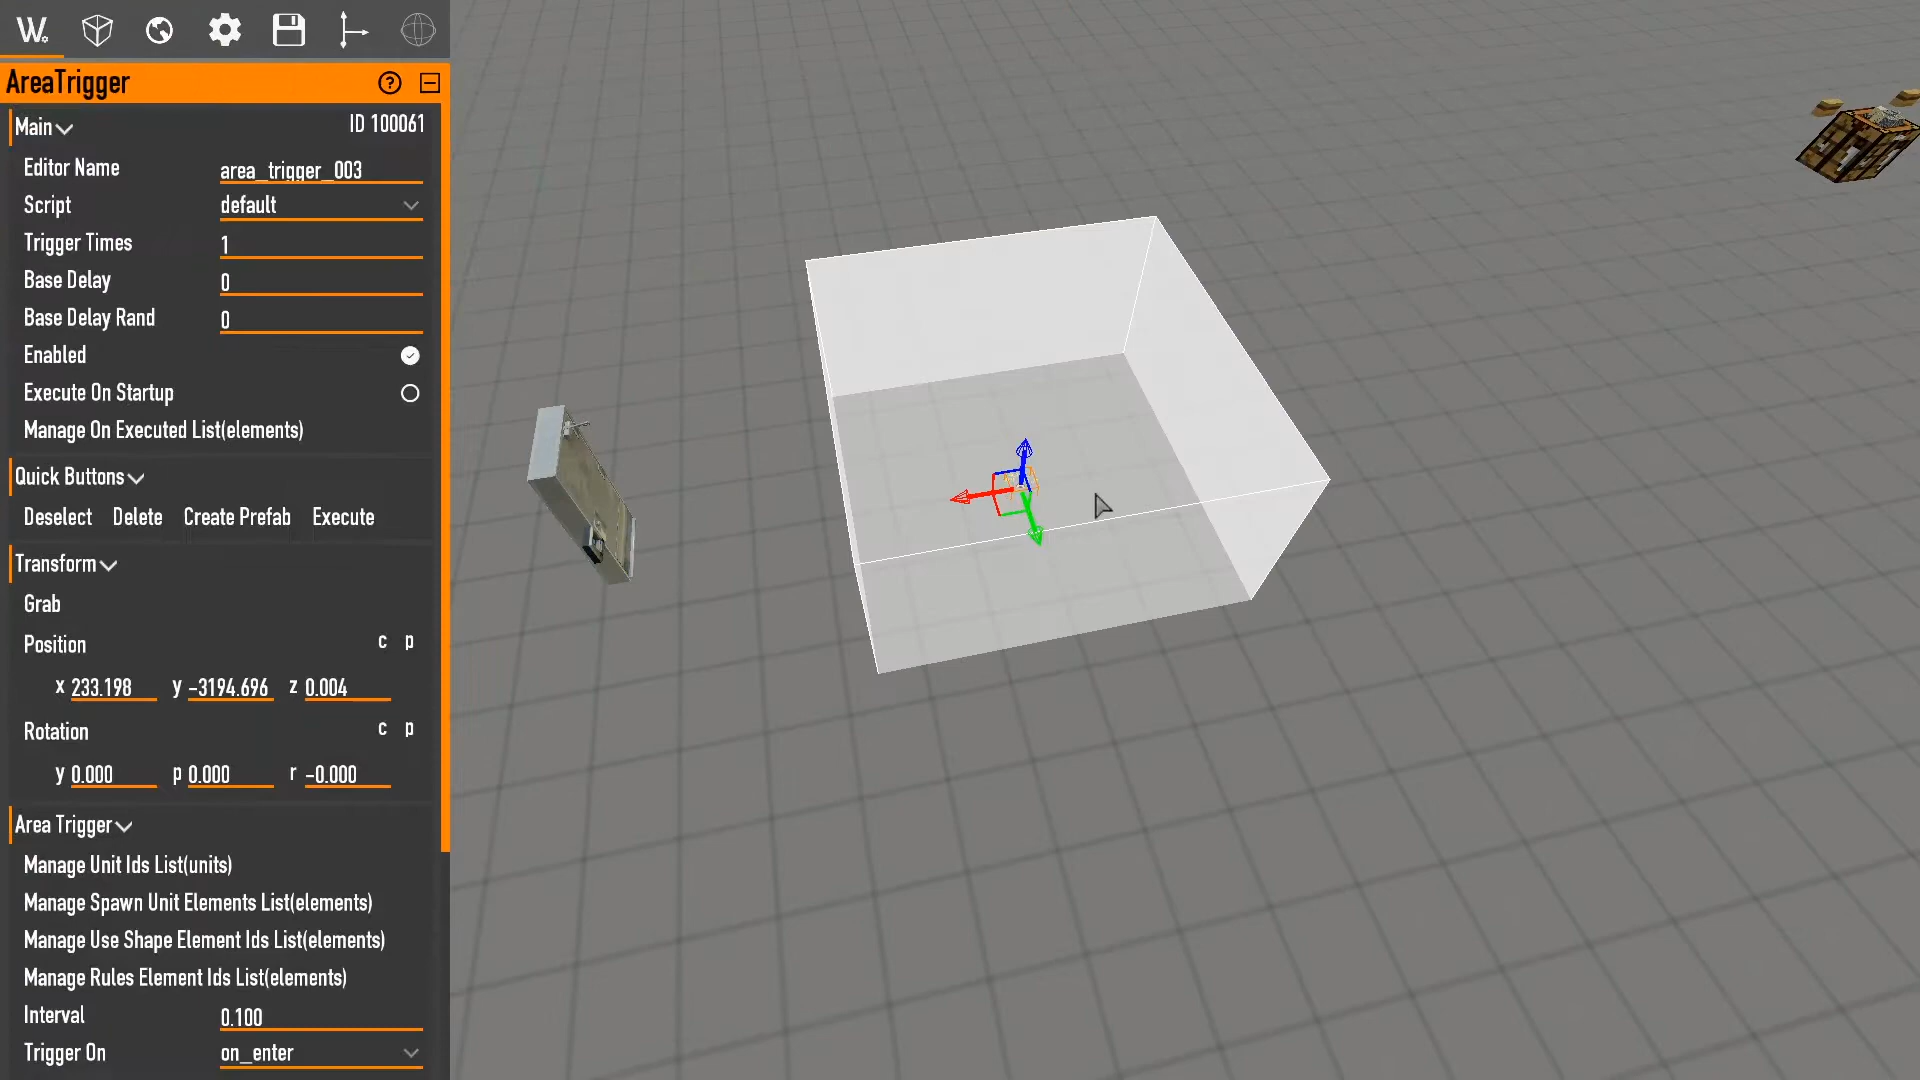 W.
AreaTrigger
Main ID 100061
Editor Name area_trigger_003
Script default
Trigger Times 1
Base Delay 0
Base Delay Rand 0
Enabled
Execute On Startup
Manage On Executed List(elements)
Quick Buttons
Deselect Delete Create Prefab Execute
Transform
Grab
Position c p
x 233.198 y -3194.696 z 0.004
Rotation c p
y 0.000 p 0.000 r -0.000
Area Trigger
Manage Unit Ids List(units)
Manage Spawn Unit Elements List(elements)
Manage Use Shape Element Ids List(elements)
Manage Rules Element Ids List(elements)
Interval 0.100
Trigger On on_enter